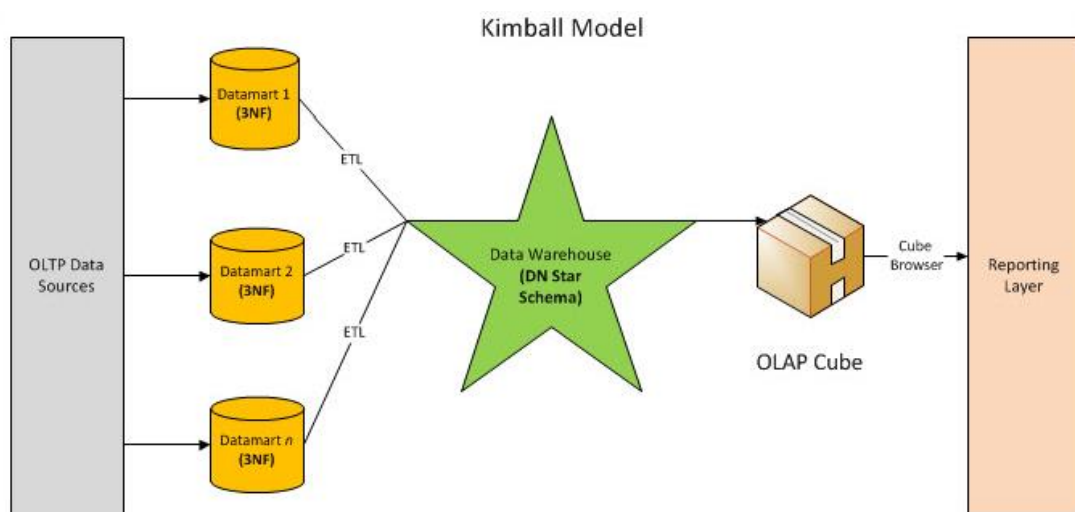 Kimball Model
OLTP Data
Sources
Datamart 1
(3NF)
ETL
Datamart 2
(3NF)
ETL
Datamart n
(3NF)
ETL
Data Warehouse
(DN Star
Schema)
OLAP Cube
Cube
Browser
Reporting
Layer